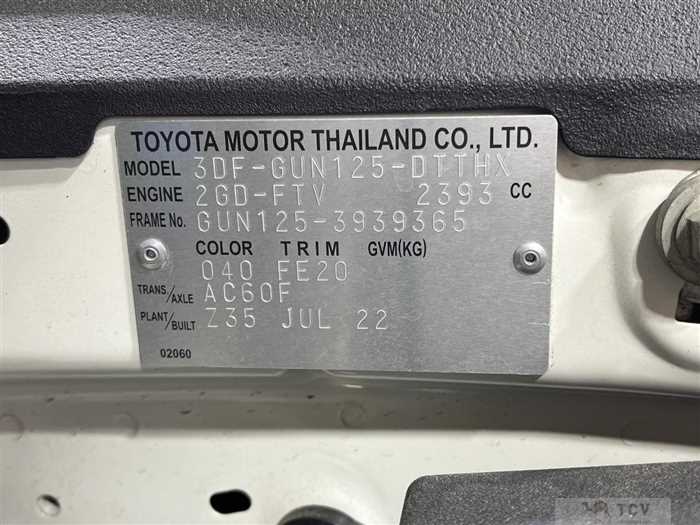 TOYOTA MOTOR THAILAND CO., LTD.
MODEL 3DF-GUN125-DTTHX
ENGINE 2GD-FTV 2393 CC
FRAME No. GUN125-3939365
COLOR TRIM GVM(KG)
040 FE20
TRANS/AXLE AC60F
PLANT/BUILT Z35 JUL 22
02060
TCV